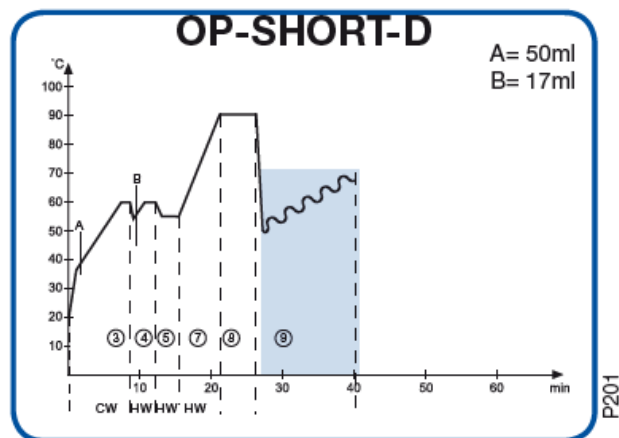 OP-SHORT-D
A= 50ml
B= 17ml
°C
100
90
80
70
60
50
40
30
20
10
A
B
③ ④ ⑤ ⑦ ⑧ ⑨
10 20 30 40 50 60 min
CW HW HW HW
P201